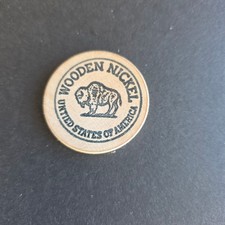 WOODEN NICKEL
UNITED STATES OF AMERICA